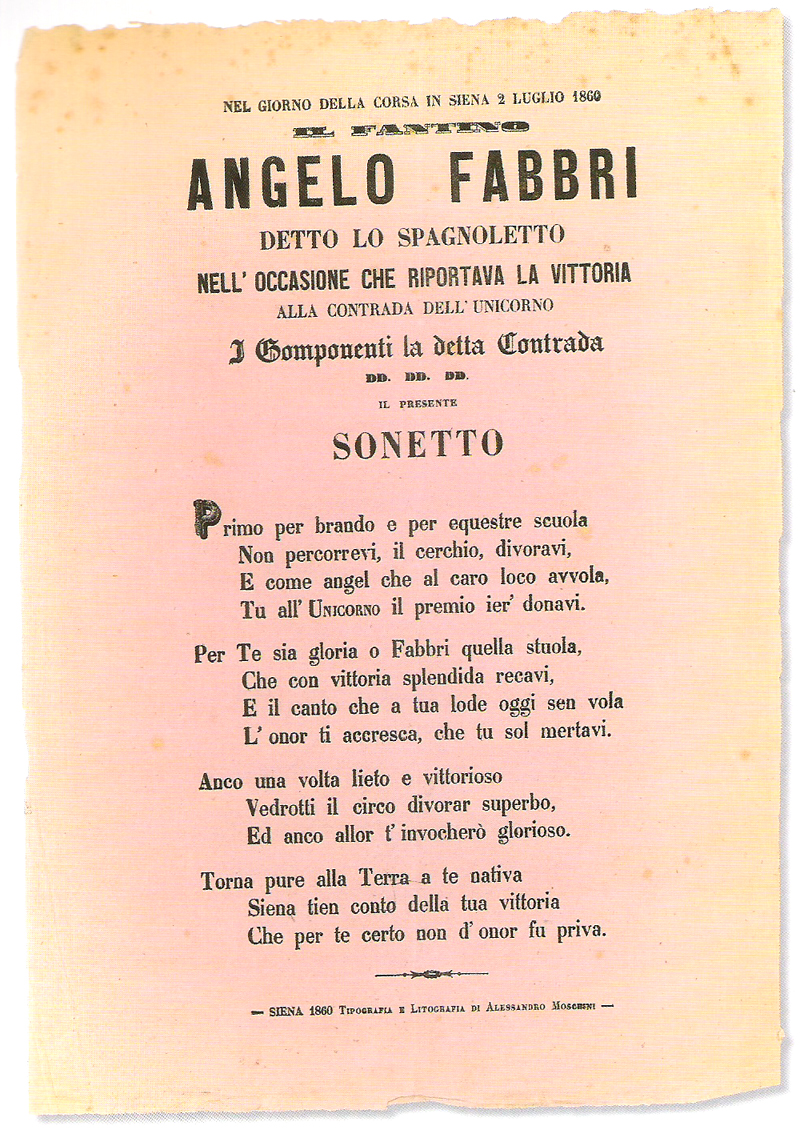 NEL GIORNO DELLA CORSA IN SIENA 2 LUGLIO 1860
IL FANTINO
ANGELO FABBRI
DETTO LO SPAGNOLETTO
NELL' OCCASIONE CHE RIPORTAVA LA VITTORIA
ALLA CONTRADA DELL' UNICORNO
I Componenti la detta Contrada
DD. DD. DD.
IL PRESENTE
SONETTO
Primo per brando e per equestre scuola
Non percorrevi, il cerchio, divoravi,
E come angel che al caro loco avvola,
Tu all' UNICORNO il premio ier' donavi.
Per Te sia gloria o Fabbri quella stuola,
Che con vittoria splendida recavi,
E il canto che a tua lode oggi sen vola
L' onor ti accresca, che tu sol mertavi.
Anco una volta lieto e vittorioso
Vedrotti il circo divorar superbo,
Ed anco allor t' invocherò glorioso.
Torna pure alla Terra a te nativa
Siena tien conto della tua vittoria
Che per te certo non d' onor fu priva.
— SIENA 1860 TIPOGRAFIA E LITOGRAFIA DI ALESSANDRO MOSCHINI —